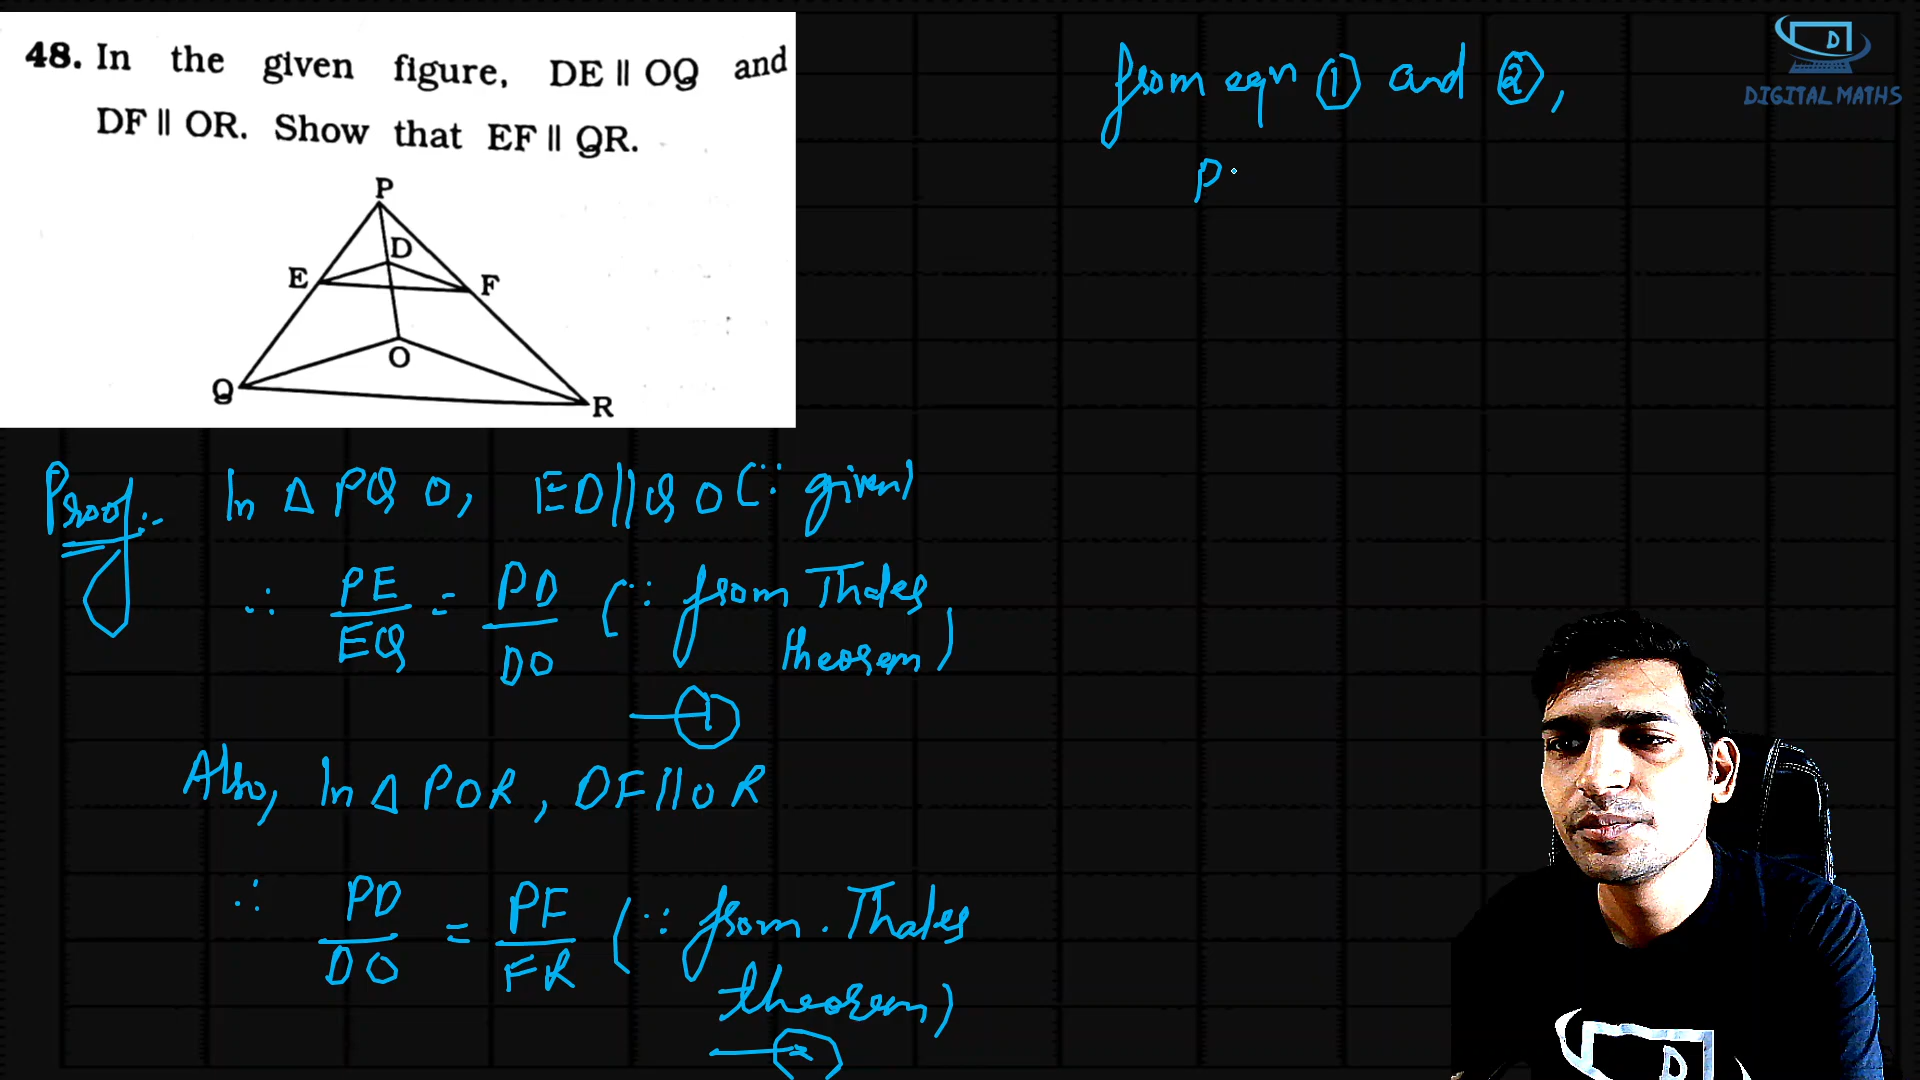 48. In the given figure, DE || OQ and
DF || OR. Show that EF || QR.
P
D
E
F
O
Q
R
Proof:- In Δ PQO, ED||QO (∵ given)
∴ PE/EQ = PD/DO (∵ from Thales
theorem)
①
Also, In Δ POR, DF||OR
∴ PD/DO = PF/FR (∵ from Thales
theorem)
②
from eqn ① and ②,
P
D
DIGITAL MATHS
D